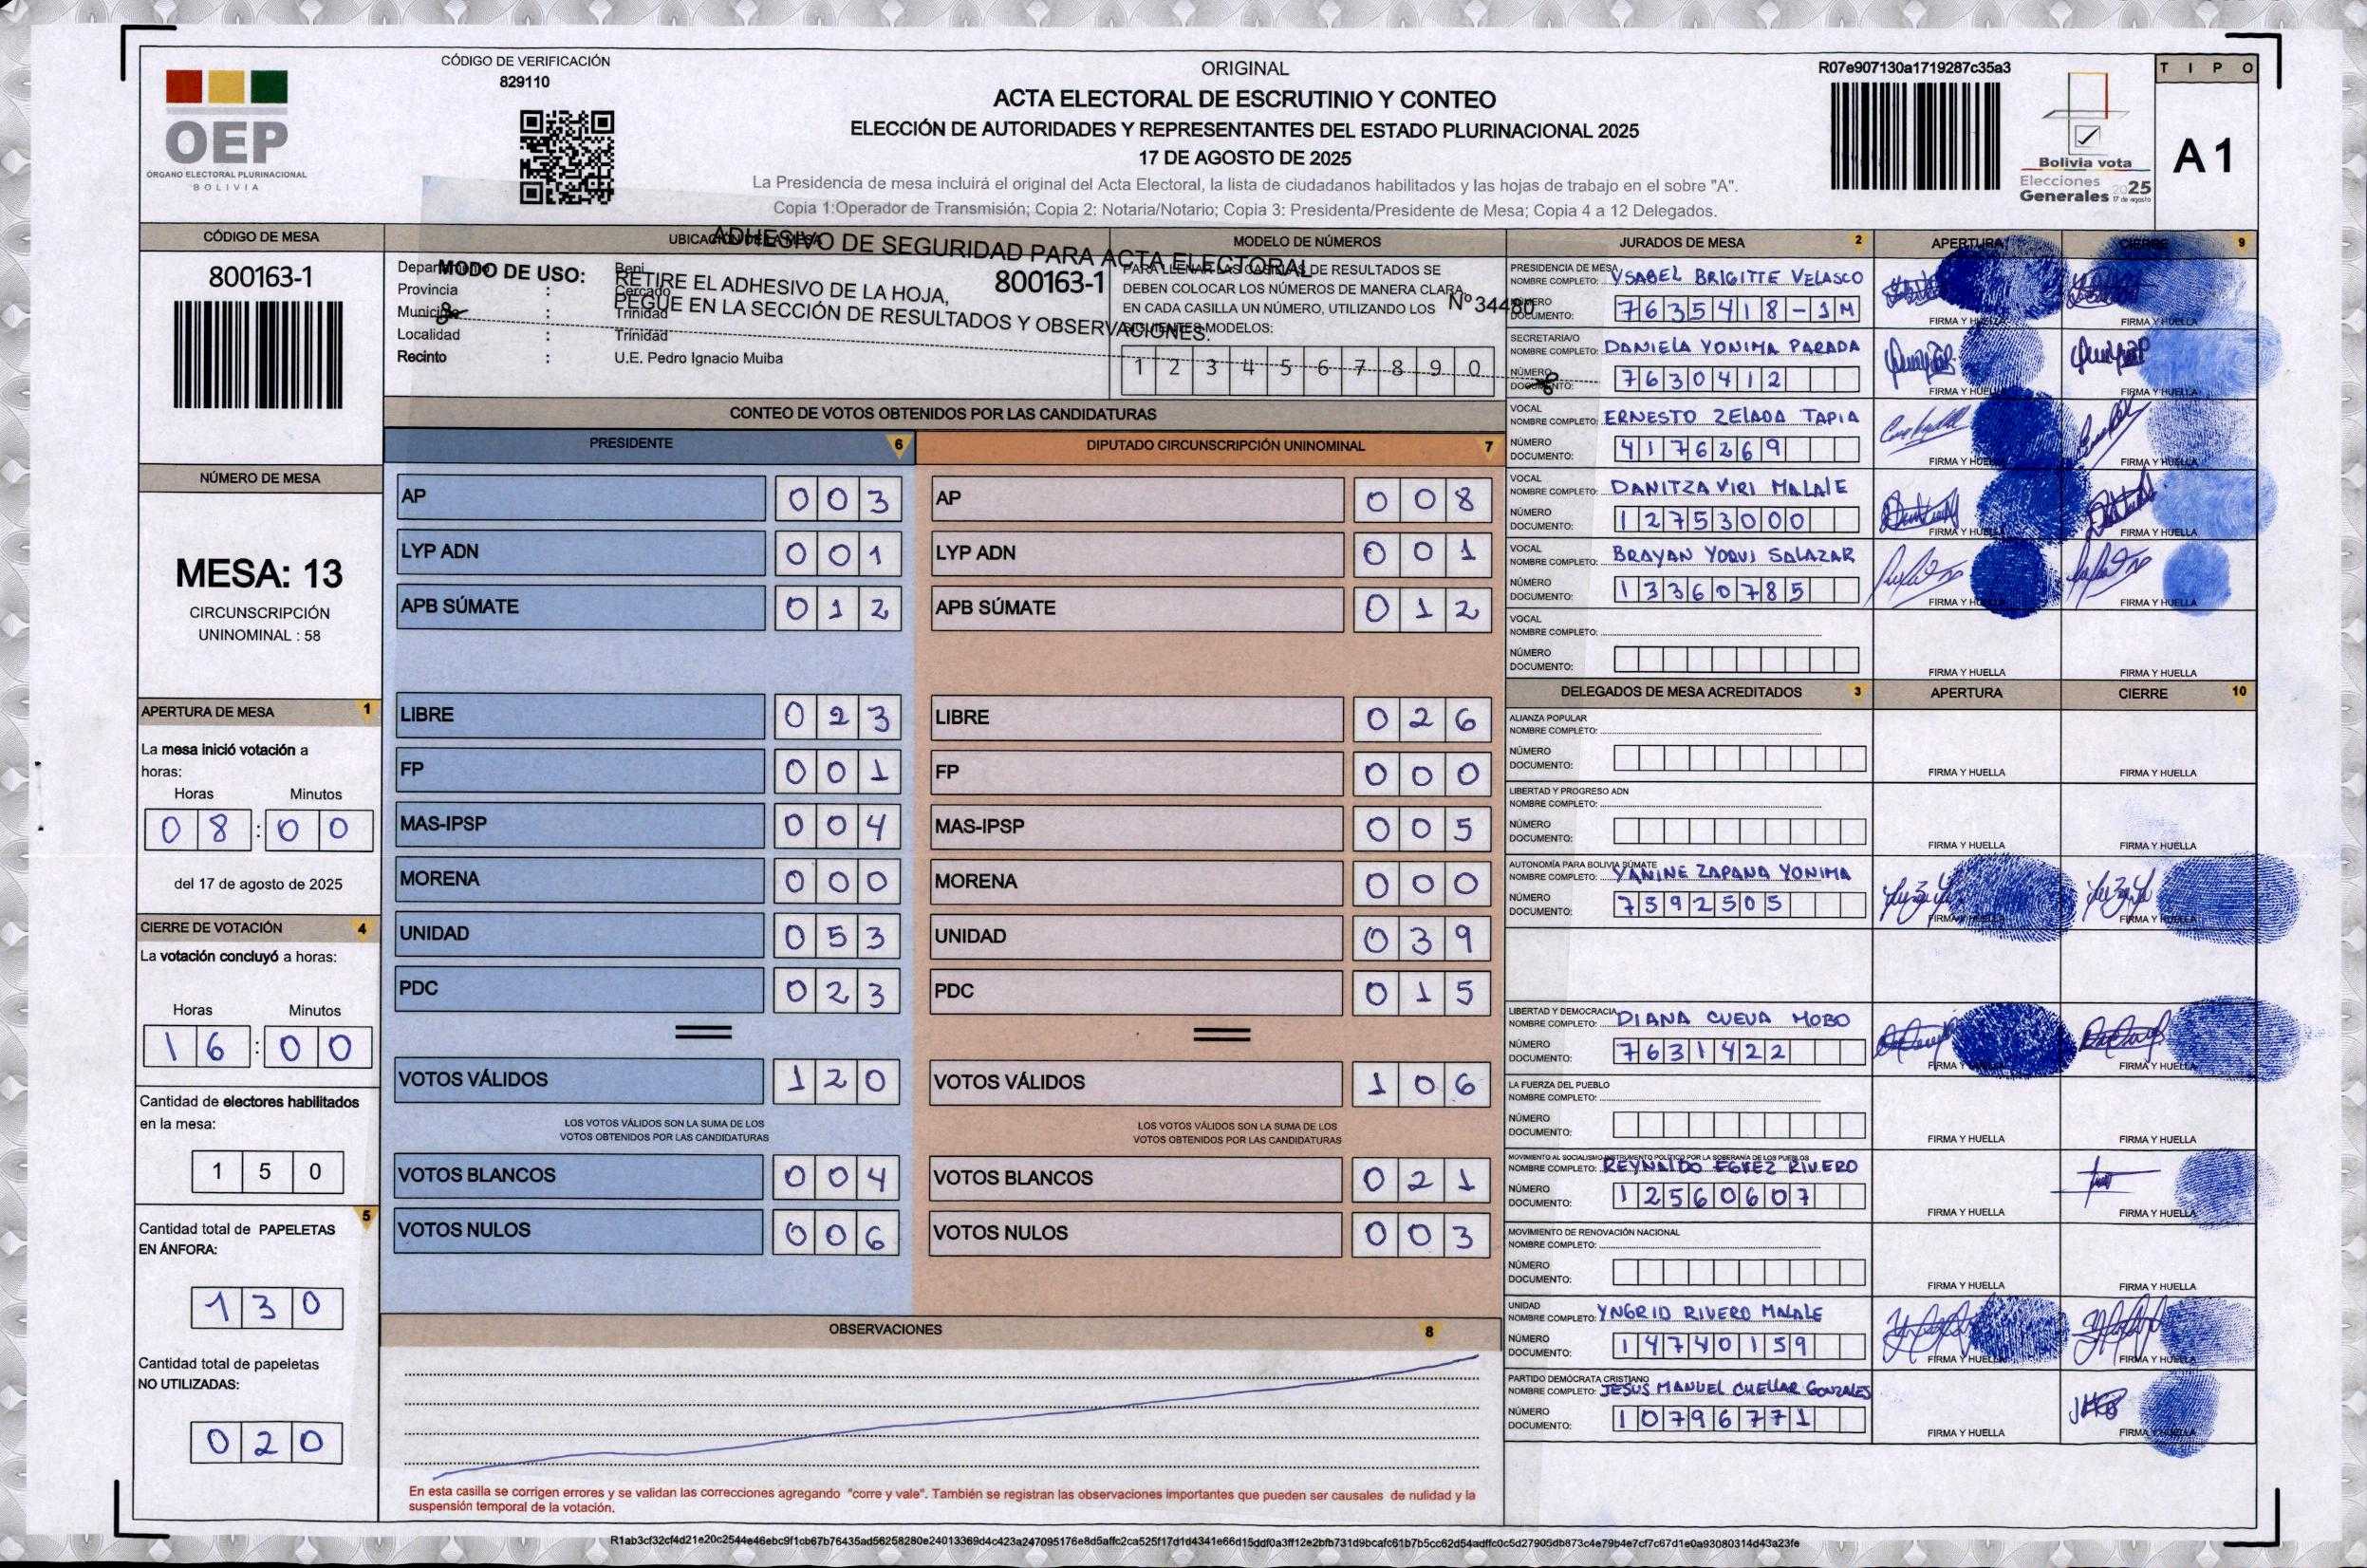 CÓDIGO DE VERIFICACIÓN
829110
OEP
ÓRGANO ELECTORAL PLURINACIONAL
BOLIVIA
ORIGINAL
ACTA ELECTORAL DE ESCRUTINIO Y CONTEO
ELECCIÓN DE AUTORIDADES Y REPRESENTANTES DEL ESTADO PLURINACIONAL 2025
17 DE AGOSTO DE 2025
La Presidencia de mesa incluirá el original del Acta Electoral, la lista de ciudadanos habilitados y las hojas de trabajo en el sobre "A".
Copia 1:Operador de Transmisión; Copia 2: Notaria/Notario; Copia 3: Presidenta/Presidente de Mesa; Copia 4 a 12 Delegados.
R07e907130a1719287c35a3
Bolivia vota
Elecciones
Generales 2025
17 de agosto
TIPO
A 1
CÓDIGO DE MESA
800163-1
NÚMERO DE MESA
MESA: 13
CIRCUNSCRIPCIÓN
UNINOMINAL : 58
APERTURA DE MESA 1
La mesa inició votación a
horas:
Horas Minutos
08:00
del 17 de agosto de 2025
CIERRE DE VOTACIÓN 4
La votación concluyó a horas:
Horas Minutos
16:00
Cantidad de electores habilitados
en la mesa:
150
5
Cantidad total de PAPELETAS
EN ÁNFORA:
130
Cantidad total de papeletas
NO UTILIZADAS:
020
UBICACIÓN DE LA MESA
Departamento : Beni
Provincia : Cercado
Municipio : Trinidad
Localidad : Trinidad
Recinto : U.E. Pedro Ignacio Muiba
ADHESIVO DE SEGURIDAD PARA ACTA ELECTORAL
MODO DE USO:
RETIRE EL ADHESIVO DE LA HOJA,
PEGUE EN LA SECCIÓN DE RESULTADOS Y OBSERVACIONES.
800163-1
Nº34480
MODELO DE NÚMEROS
PARA LLENAR LAS CASILLAS DE RESULTADOS SE
DEBEN COLOCAR LOS NÚMEROS DE MANERA CLARA,
EN CADA CASILLA UN NÚMERO, UTILIZANDO LOS
SIGUIENTES MODELOS:
1 2 3 4 5 6 7 8 9 0
CONTEO DE VOTOS OBTENIDOS POR LAS CANDIDATURAS
PRESIDENTE 6
AP 003
LYP ADN 001
APB SÚMATE 012
LIBRE 023
FP 001
MAS-IPSP 004
MORENA 000
UNIDAD 053
PDC 023
VOTOS VÁLIDOS 120
LOS VOTOS VÁLIDOS SON LA SUMA DE LOS
VOTOS OBTENIDOS POR LAS CANDIDATURAS
VOTOS BLANCOS 004
VOTOS NULOS 006
DIPUTADO CIRCUNSCRIPCIÓN UNINOMINAL 7
AP 008
LYP ADN 001
APB SÚMATE 012
LIBRE 026
FP 000
MAS-IPSP 005
MORENA 000
UNIDAD 039
PDC 015
VOTOS VÁLIDOS 106
LOS VOTOS VÁLIDOS SON LA SUMA DE LOS
VOTOS OBTENIDOS POR LAS CANDIDATURAS
VOTOS BLANCOS 021
VOTOS NULOS 003
OBSERVACIONES 8
En esta casilla se corrigen errores y se validan las correcciones agregando "corre y vale". También se registran las observaciones importantes que pueden ser causales de nulidad y la
suspensión temporal de la votación.
JURADOS DE MESA 2 APERTURA CIERRE 9
PRESIDENCIA DE MESA
NOMBRE COMPLETO: YSABEL BRIGITTE VELASCO
NÚMERO
DOCUMENTO: 7635418-1M
FIRMA Y HUELLA FIRMA Y HUELLA
SECRETARIA/O
NOMBRE COMPLETO: DANIELA YONIMA PARADA
NÚMERO
DOCUMENTO: 7630412
FIRMA Y HUELLA FIRMA Y HUELLA
VOCAL
NOMBRE COMPLETO: ERNESTO ZELADA TAPIA
NÚMERO
DOCUMENTO: 4176269
FIRMA Y HUELLA FIRMA Y HUELLA
VOCAL
NOMBRE COMPLETO: DANITZA VIRI MALALE
NÚMERO
DOCUMENTO: 12753000
FIRMA Y HUELLA FIRMA Y HUELLA
VOCAL
NOMBRE COMPLETO: BRAYAN YOQUI SALAZAR
NÚMERO
DOCUMENTO: 13360785
FIRMA Y HUELLA FIRMA Y HUELLA
VOCAL
NOMBRE COMPLETO:
NÚMERO
DOCUMENTO:
FIRMA Y HUELLA FIRMA Y HUELLA
DELEGADOS DE MESA ACREDITADOS 3 APERTURA CIERRE 10
ALIANZA POPULAR
NOMBRE COMPLETO:
NÚMERO
DOCUMENTO:
FIRMA Y HUELLA FIRMA Y HUELLA
LIBERTAD Y PROGRESO ADN
NOMBRE COMPLETO:
NÚMERO
DOCUMENTO:
FIRMA Y HUELLA FIRMA Y HUELLA
AUTONOMÍA PARA BOLIVIA SÚMATE
NOMBRE COMPLETO: YANINE ZAPANA YONIMA
NÚMERO
DOCUMENTO: 7592505
FIRMA Y HUELLA FIRMA Y HUELLA
LIBERTAD Y DEMOCRACIA
NOMBRE COMPLETO: DIANA CUEVA MOBO
NÚMERO
DOCUMENTO: 7631422
FIRMA Y HUELLA FIRMA Y HUELLA
LA FUERZA DEL PUEBLO
NOMBRE COMPLETO:
NÚMERO
DOCUMENTO:
FIRMA Y HUELLA FIRMA Y HUELLA
MOVIMIENTO AL SOCIALISMO-INSTRUMENTO POLÍTICO POR LA SOBERANÍA DE LOS PUEBLOS
NOMBRE COMPLETO: REYNALDO EGUEZ RIVERO
NÚMERO
DOCUMENTO: 12560607
FIRMA Y HUELLA FIRMA Y HUELLA
MOVIMIENTO DE RENOVACIÓN NACIONAL
NOMBRE COMPLETO:
NÚMERO
DOCUMENTO:
FIRMA Y HUELLA FIRMA Y HUELLA
UNIDAD
NOMBRE COMPLETO: YNGRID RIVERO MALALE
NÚMERO
DOCUMENTO: 14740159
FIRMA Y HUELLA FIRMA Y HUELLA
PARTIDO DEMÓCRATA CRISTIANO
NOMBRE COMPLETO: JESUS MANUEL CUELLAR GONZALES
NÚMERO
DOCUMENTO: 10796771
FIRMA Y HUELLA FIRMA Y HUELLA